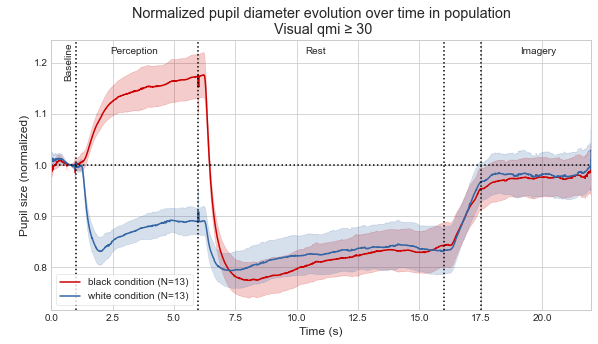 Normalized pupil diameter evolution over time in population
Visual qmi ≥ 30
Baseline
Perception
Rest
Imagery
Pupil size (normalized)
1.2
1.1
1.0
0.9
0.8
black condition (N=13)
white condition (N=13)
0.0 2.5 5.0 7.5 10.0 12.5 15.0 17.5 20.0
Time (s)